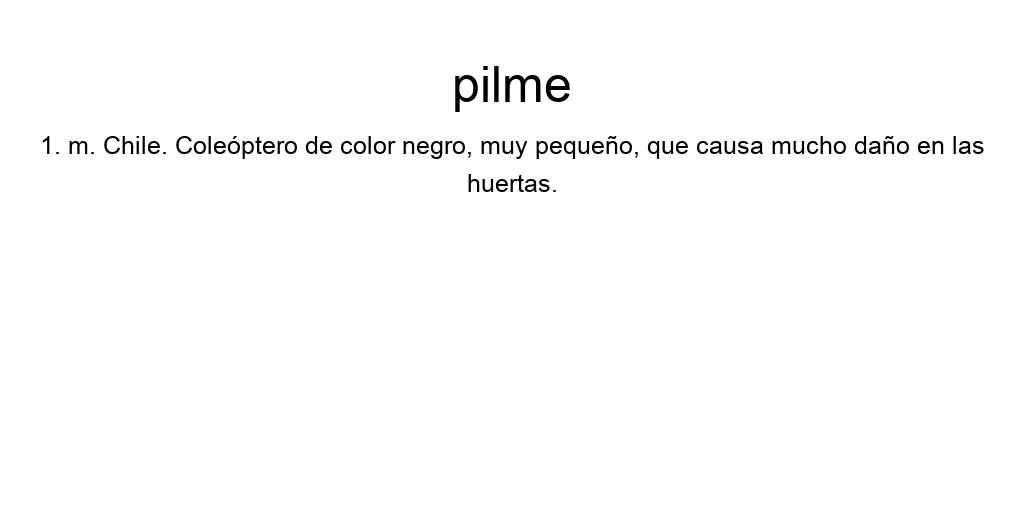 pilme
1. m. Chile. Coleóptero de color negro, muy pequeño, que causa mucho daño en las
huertas.